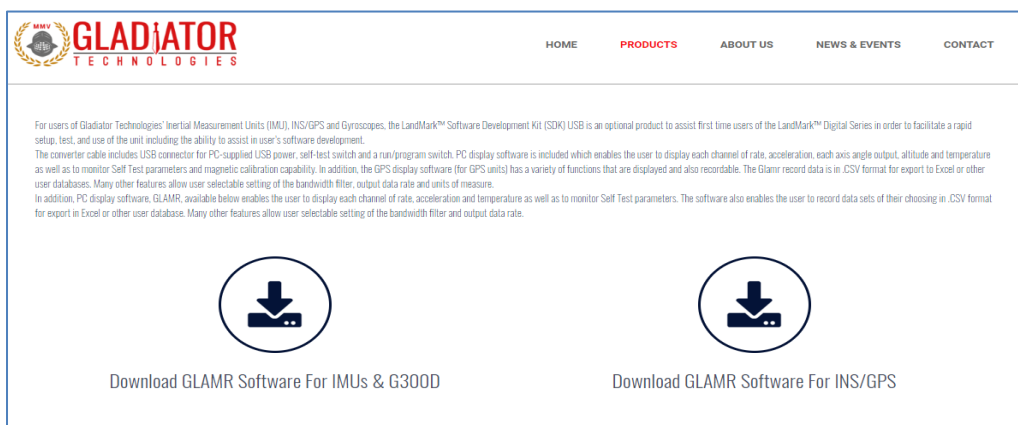 MMV
GLADIATOR
TECHNOLOGIES
HOME PRODUCTS ABOUT US NEWS & EVENTS CONTACT
For users of Gladiator Technologies' Inertial Measurement Units (IMU), INS/GPS and Gyroscopes, the LandMark™ Software Development Kit (SDK) USB is an optional product to assist first time users of the LandMark™ Digital Series in order to facilitate a rapid
setup, test, and use of the unit including the ability to assist in user's software development.
The converter cable includes USB connector for PC-supplied USB power, self-test switch and a run/program switch. PC display software is included which enables the user to display each channel of rate, acceleration, each axis angle output, altitude and temperature
as well as to monitor Self Test parameters and magnetic calibration capability. In addition, the GPS display software (for GPS units) has a variety of functions that are displayed and also recordable. The Glamr record data is in .CSV format for export to Excel or other
user databases. Many other features allow user selectable setting of the bandwidth filter, output data rate and units of measure.
In addition, PC display software, GLAMR, available below enables the user to display each channel of rate, acceleration and temperature as well as to monitor Self Test parameters. The software also enables the user to record data sets of their choosing in .CSV format
for export in Excel or other user database. Many other features allow user selectable setting of the bandwidth filter and output data rate.
Download GLAMR Software For IMUs & G300D
Download GLAMR Software For INS/GPS